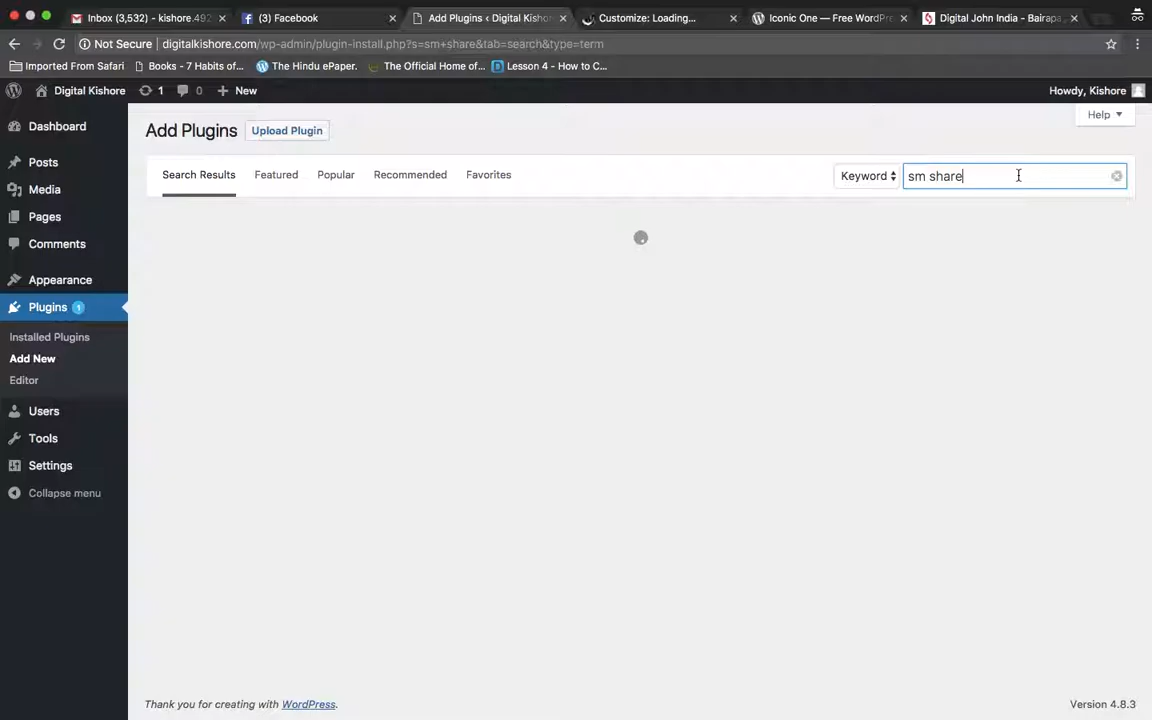 Inbox (3,532) - kishore.492
(3) Facebook
Add Plugins ‹ Digital Kishor
Customize: Loading...
Iconic One — Free WordPre
Digital John India - Bairapa
Not Secure | digitalkishore.com/wp-admin/plugin-install.php?s=sm+share&tab=search&type=term
Imported From Safari
Books - 7 Habits of...
The Hindu ePaper.
The Official Home of...
Lesson 4 - How to C...
Digital Kishore
1
0
New
Howdy, Kishore
Help
Add Plugins
Upload Plugin
Search Results
Featured
Popular
Recommended
Favorites
Keyword
sm share
Dashboard
Posts
Media
Pages
Comments
Appearance
Plugins 1
Installed Plugins
Add New
Editor
Users
Tools
Settings
Collapse menu
Thank you for creating with WordPress.
Version 4.8.3